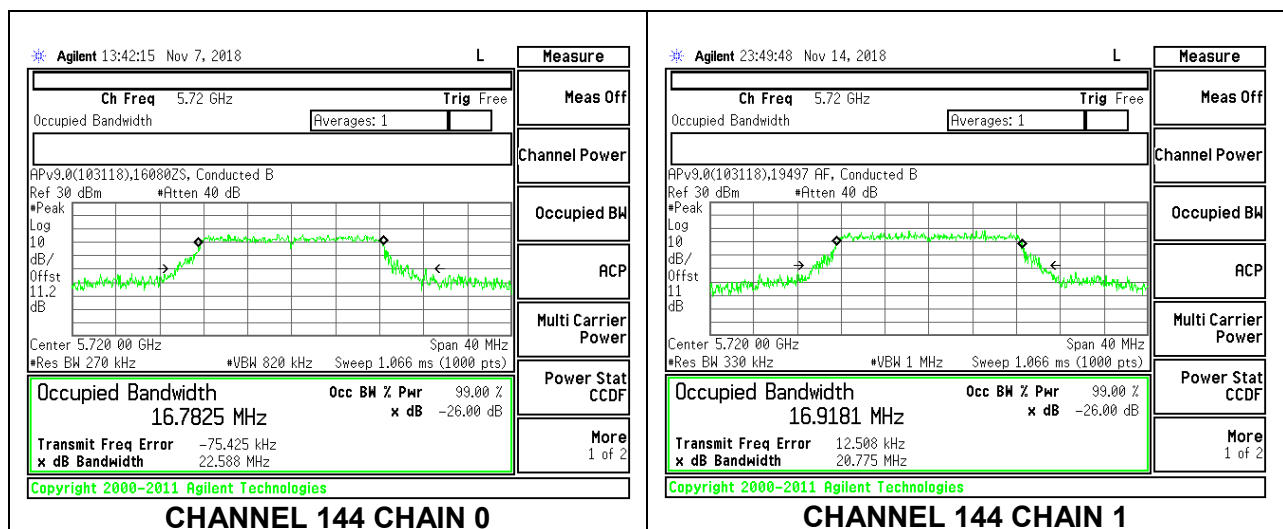 Agilent 13:42:15 Nov 7, 2018 L
Measure
Ch Freq 5.72 GHz Trig Free
Occupied Bandwidth Averages: 1
APv9.0(103118),16080ZS, Conducted B
Ref 30 dBm #Atten 40 dB
#Peak
Log
10
dB/
Offst
11.2
dB
Center 5.720 00 GHz Span 40 MHz
#Res BW 270 kHz #VBW 820 kHz Sweep 1.066 ms (1000 pts)
Occupied Bandwidth Occ BW % Pwr 99.00 %
16.7825 MHz x dB -26.00 dB
Transmit Freq Error -75.425 kHz
x dB Bandwidth 22.588 MHz
Copyright 2000-2011 Agilent Technologies
Meas Off
Channel Power
Occupied BW
ACP
Multi Carrier
Power
Power Stat
CCDF
More
1 of 2
CHANNEL 144 CHAIN 0
Agilent 23:49:48 Nov 14, 2018 L
Measure
Ch Freq 5.72 GHz Trig Free
Occupied Bandwidth Averages: 1
APv9.0(103118),19497 AF, Conducted B
Ref 30 dBm #Atten 40 dB
#Peak
Log
10
dB/
Offst
11
dB
Center 5.720 00 GHz Span 40 MHz
#Res BW 330 kHz #VBW 1 MHz Sweep 1.066 ms (1000 pts)
Occupied Bandwidth Occ BW % Pwr 99.00 %
16.9181 MHz x dB -26.00 dB
Transmit Freq Error 12.508 kHz
x dB Bandwidth 20.775 MHz
Copyright 2000-2011 Agilent Technologies
Meas Off
Channel Power
Occupied BW
ACP
Multi Carrier
Power
Power Stat
CCDF
More
1 of 2
CHANNEL 144 CHAIN 1